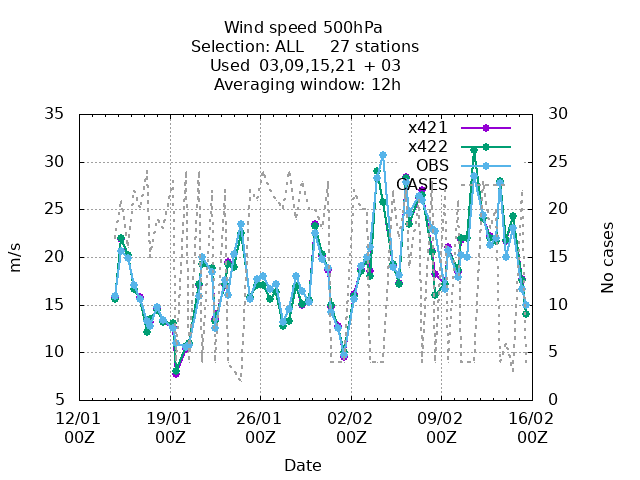 Wind speed 500hPa
Selection: ALL 27 stations
Used 03,09,15,21 + 03
Averaging window: 12h
35
30
25
20
15
10
5
30
25
20
15
10
5
0
x421
x422
OBS
CASES
m/s
No cases
12/01 19/01 26/01 02/02 09/02 16/02
00Z 00Z 00Z 00Z 00Z 00Z
Date